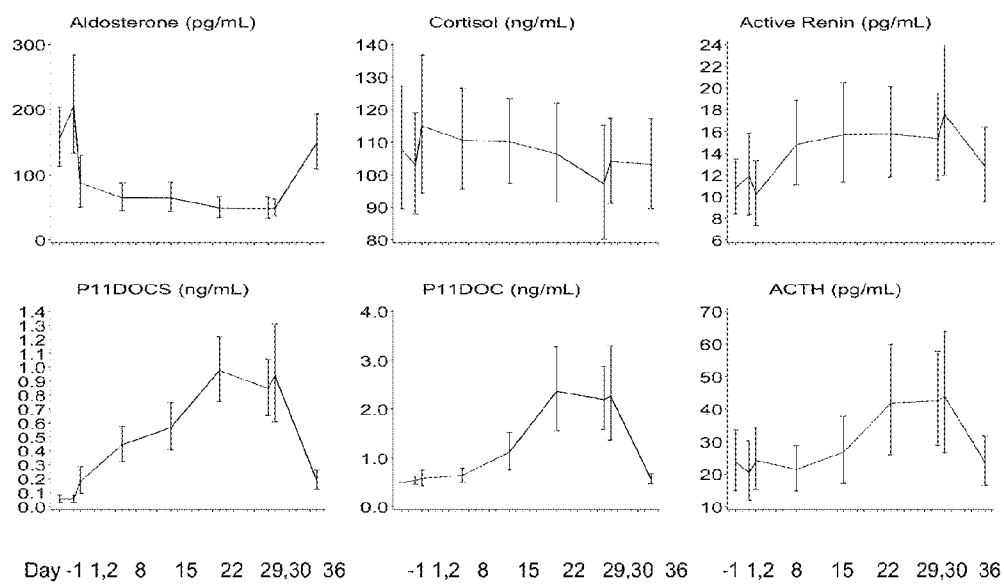 Aldosterone (pg/mL) Cortisol (ng/mL) Active Renin (pg/mL)
300 140 24
22
130 20
200 120 18
110 16
14
100 100 12
90 10
8
0 80 6
P11DOCS (ng/mL) P11DOC (ng/mL) ACTH (pg/mL)
1.4 4.0 70
1.3
1.2 60
1.1
1.0 3.0 50
0.9
0.8
0.7 2.0 40
0.6
0.5 30
0.4
0.3 1.0 20
0.2
0.1
0.0 0.0 10
Day -1 1,2 8 15 22 29,30 36 -1 1,2 8 15 22 29,30 36 -1 1,2 8 15 22 29,30 36